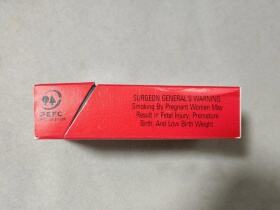 PEFC
SURGEON GENERAL'S WARNING:
Smoking By Pregnant Women May
Result in Fetal Injury, Premature
Birth, And Low Birth Weight.